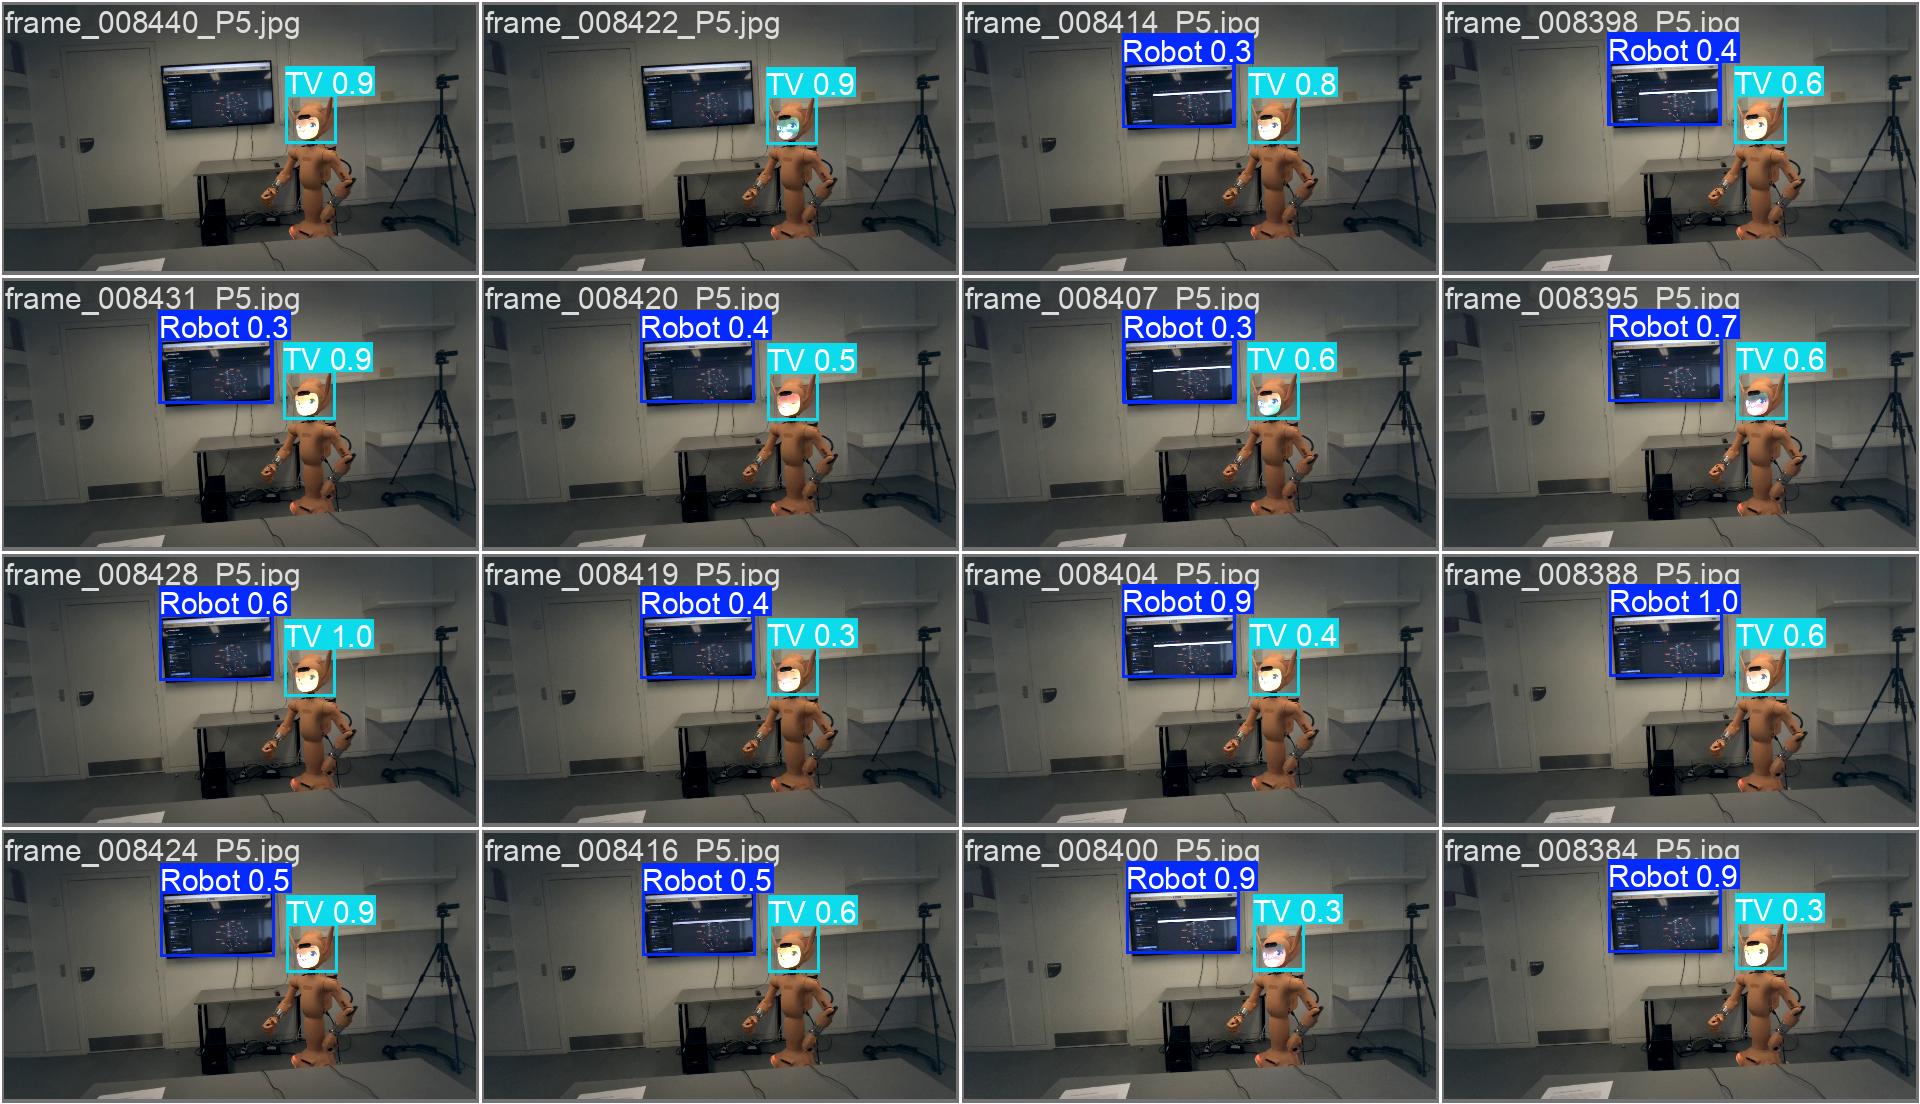 frame_008440_P5.jpg
TV 0.9
frame_008422_P5.jpg
TV 0.9
frame_008414_P5.jpg
Robot 0.3
TV 0.8
frame_008398_P5.jpg
Robot 0.4
TV 0.6
frame_008431_P5.jpg
Robot 0.3
TV 0.9
frame_008420_P5.jpg
Robot 0.4
TV 0.5
frame_008407_P5.jpg
Robot 0.3
TV 0.6
frame_008395_P5.jpg
Robot 0.7
TV 0.6
frame_008428_P5.jpg
Robot 0.6
TV 1.0
frame_008419_P5.jpg
Robot 0.4
TV 0.3
frame_008404_P5.jpg
Robot 0.9
TV 0.4
frame_008388_P5.jpg
Robot 1.0
TV 0.6
frame_008424_P5.jpg
Robot 0.5
TV 0.9
frame_008416_P5.jpg
Robot 0.5
TV 0.6
frame_008400_P5.jpg
Robot 0.9
TV 0.3
frame_008384_P5.jpg
Robot 0.9
TV 0.3